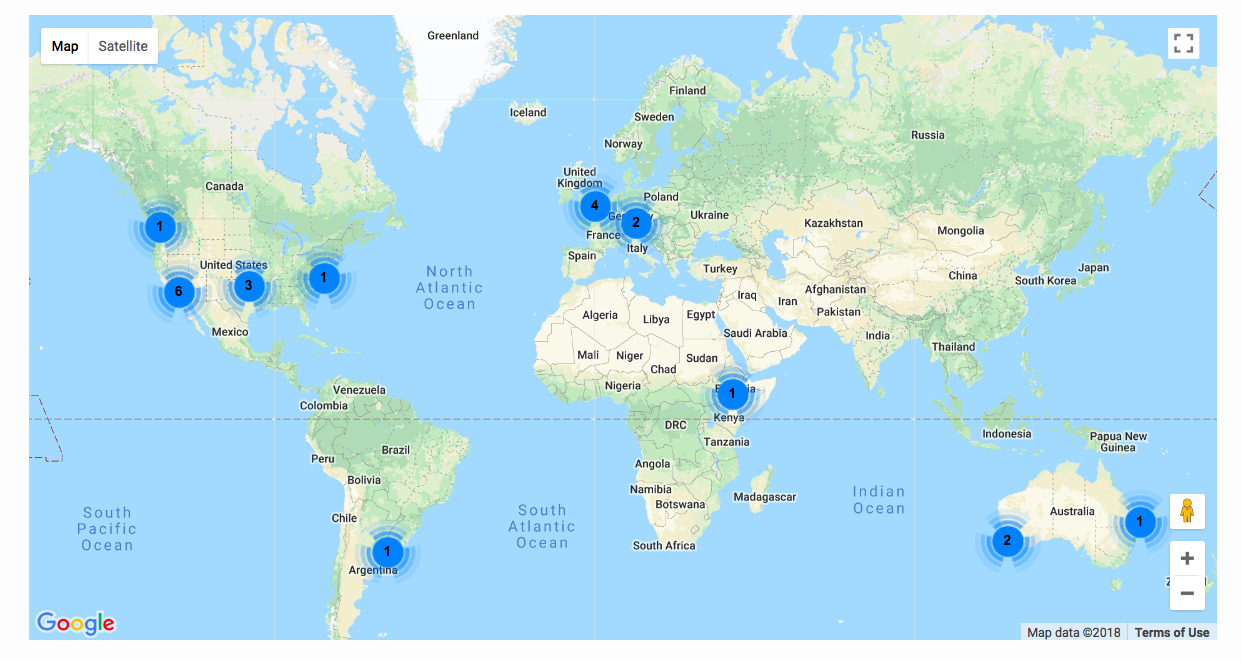 Map Satellite
Greenland
Iceland
Finland
Sweden
Norway
Russia
United
Kingdom
Canada
Poland
4
2
1
Ukraine
Kazakhstan
Mongolia
France
Italy
Spain
United States
Turkey
China
Japan
South Korea
North
Atlantic
Ocean
1
3
6
Afghanistan
Iraq
Iran
Pakistan
Algeria
Libya
Egypt
Saudi Arabia
India
Mexico
Thailand
Mali
Niger
Sudan
Chad
Nigeria
1
Venezuela
Colombia
Kenya
DRC
Tanzania
Indonesia
Papua New
Guinea
Brazil
Peru
Angola
Bolivia
Namibia
Botswana
Madagascar
Indian
Ocean
Chile
South
Pacific
Ocean
South
Atlantic
Ocean
Australia
1
2
South Africa
1
Argentina
Google
+
−
Map data ©2018 Terms of Use